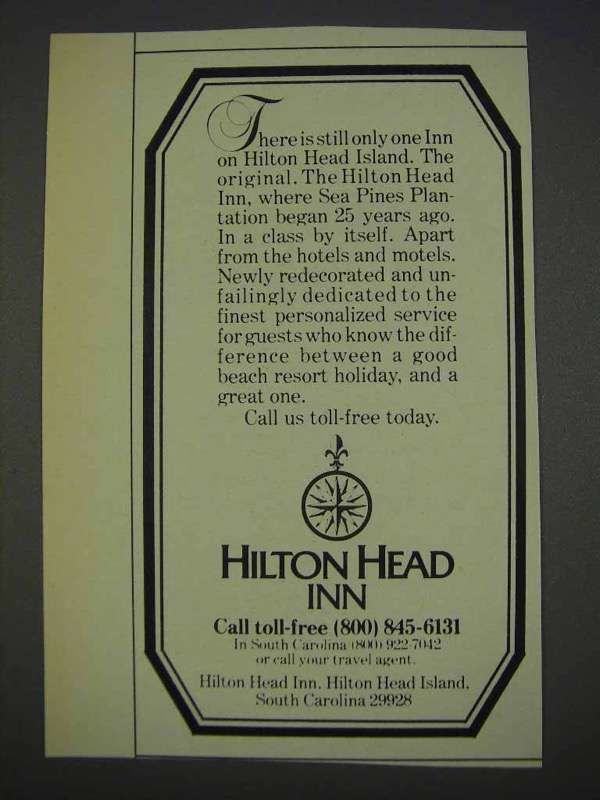 There is still only one Inn
on Hilton Head Island. The
original. The Hilton Head
Inn, where Sea Pines Plan-
tation began 25 years ago.
In a class by itself. Apart
from the hotels and motels.
Newly redecorated and un-
failingly dedicated to the
finest personalized service
for guests who know the dif-
ference between a good
beach resort holiday, and a
great one.
Call us toll-free today.
HILTON HEAD
INN
Call toll-free (800) 845-6131
In South Carolina (800) 922-7042
or call your travel agent.
Hilton Head Inn, Hilton Head Island,
South Carolina 29928